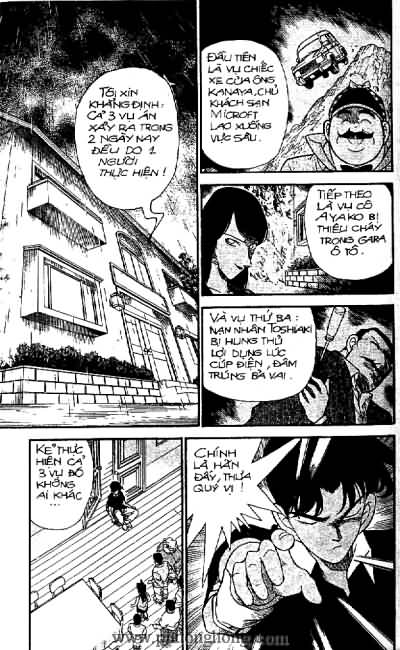 TÔI XIN
KHẲNG ĐỊNH:
CẢ 3 VỤ ÁN
XẢY RA TRONG
2 NGÀY NAY
ĐỀU DO 1
NGƯỜI
THỰC HIỆN!
ĐẦU TIÊN
LÀ VỤ CHIẾC
XE CỦA ÔNG
KANAYA, CHỦ
KHÁCH SẠN
MICROFT
LAO XUỐNG
VỰC SÂU.
TIẾP THEO
LÀ VỤ CÔ
AYAKO BỊ
THIÊU CHÁY
TRONG GARA
Ô TÔ.
VÀ VỤ THỨ BA:
NẠN NHÂN TOSHIAKI
BỊ HUNG THỦ
LỢI DỤNG LÚC
CÚP ĐIỆN, ĐÂM
TRÚNG BẢ VAI.
KẺ THỰC
HIỆN CẢ
3 VỤ ĐÓ
KHÔNG
AI KHÁC
...
CHÍNH
LÀ HẮN
ĐẤY, THƯA
QUÝ VỊ!